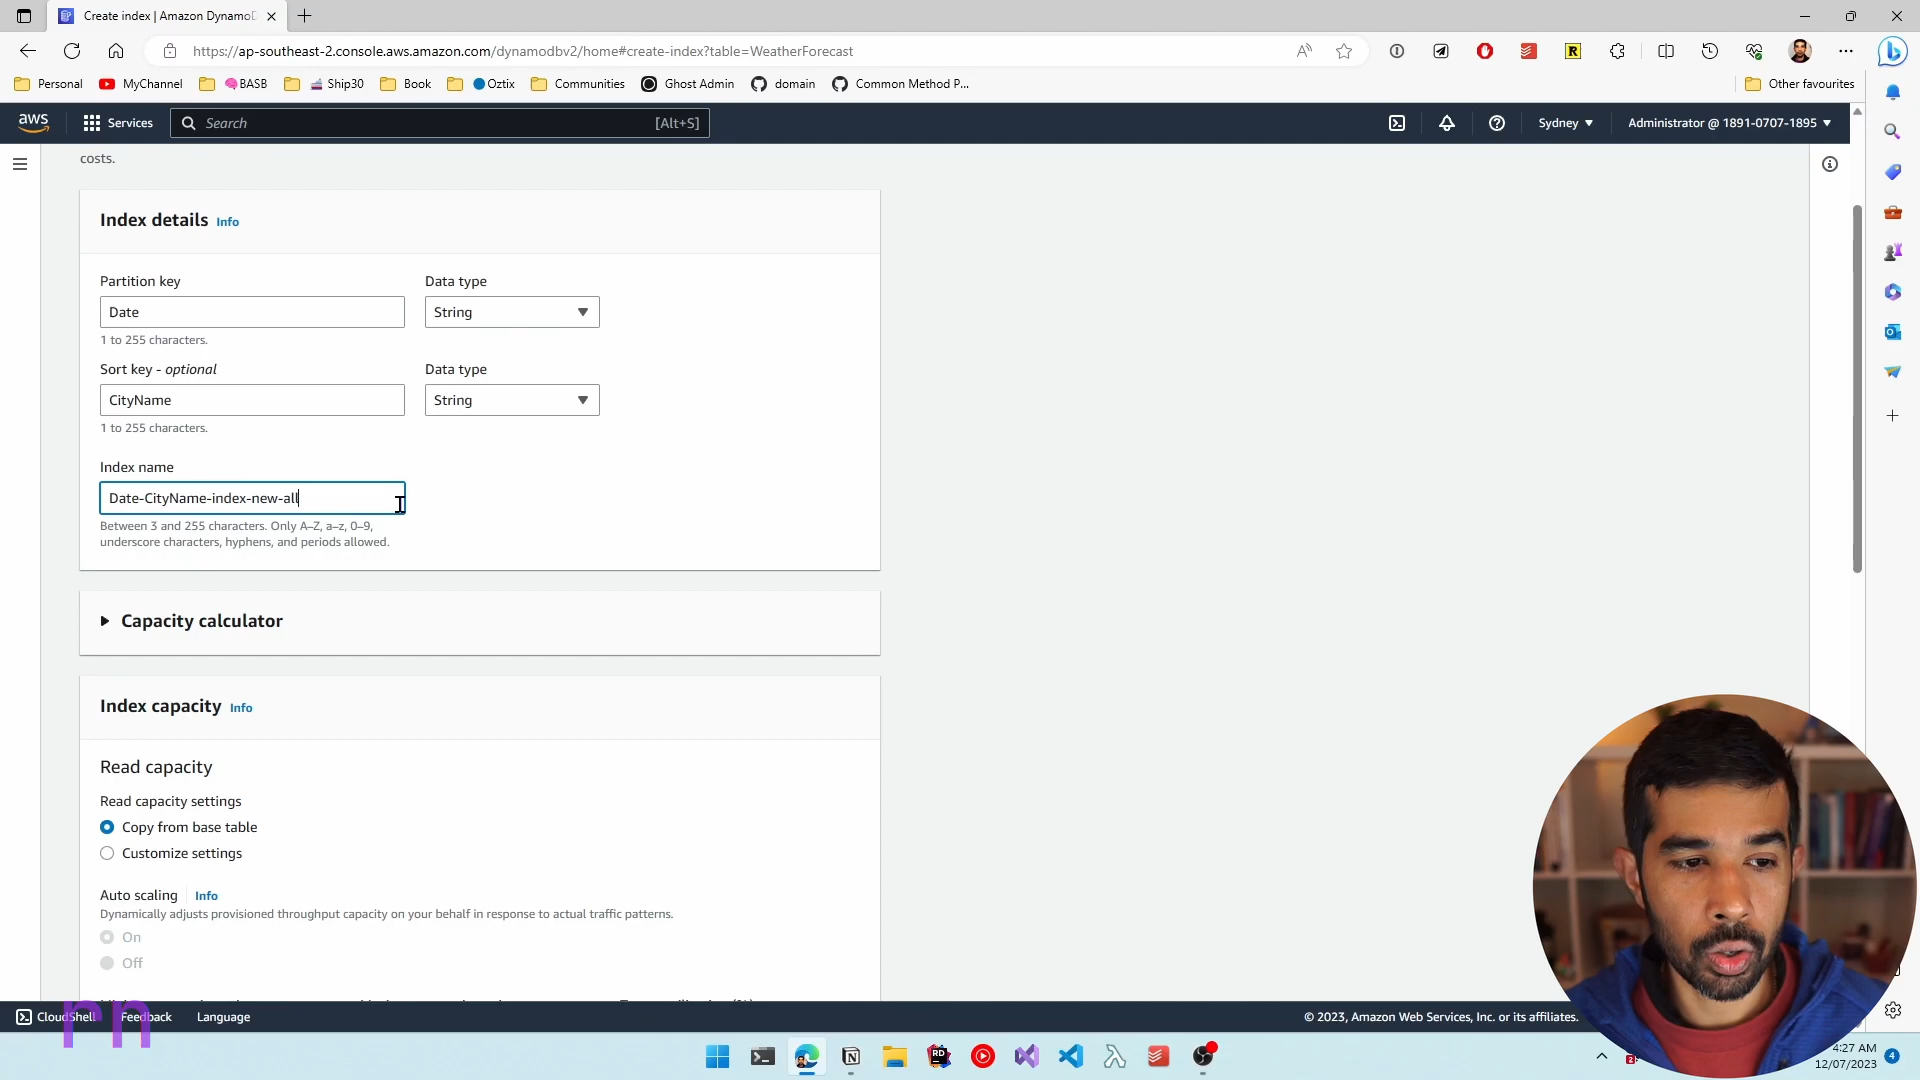 Create index | Amazon DynamoD
https://ap-southeast-2.console.aws.amazon.com/dynamodbv2/home#create-index?table=WeatherForecast
Personal
MyChannel
BASB
Ship30
Book
Oztix
Communities
Ghost Admin
domain
Common Method P...
Other favourites
aws
Services
Search
[Alt+S]
Sydney
Administrator @ 1891-0707-1895
costs.
Index details Info
Partition key
Data type
Date
String
1 to 255 characters.
Sort key - optional
Data type
CityName
String
1 to 255 characters.
Index name
Date-CityName-index-new-all
Between 3 and 255 characters. Only A–Z, a–z, 0–9,
underscore characters, hyphens, and periods allowed.
Capacity calculator
Index capacity Info
Read capacity
Read capacity settings
Copy from base table
Customize settings
Auto scaling Info
Dynamically adjusts provisioned throughput capacity on your behalf in response to actual traffic patterns.
On
Off
CloudShell
Feedback
Language
© 2023, Amazon Web Services, Inc. or its affiliates.
rn
4:27 AM
12/07/2023
4